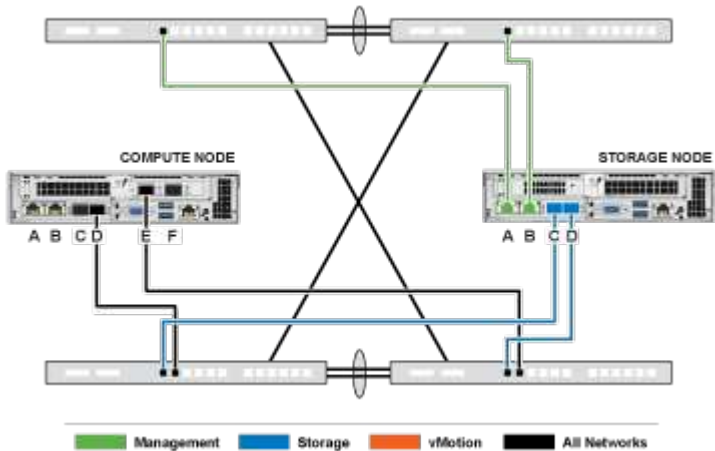 COMPUTE NODE
STORAGE NODE
A B C D E F
A B C D
Management Storage vMotion All Networks